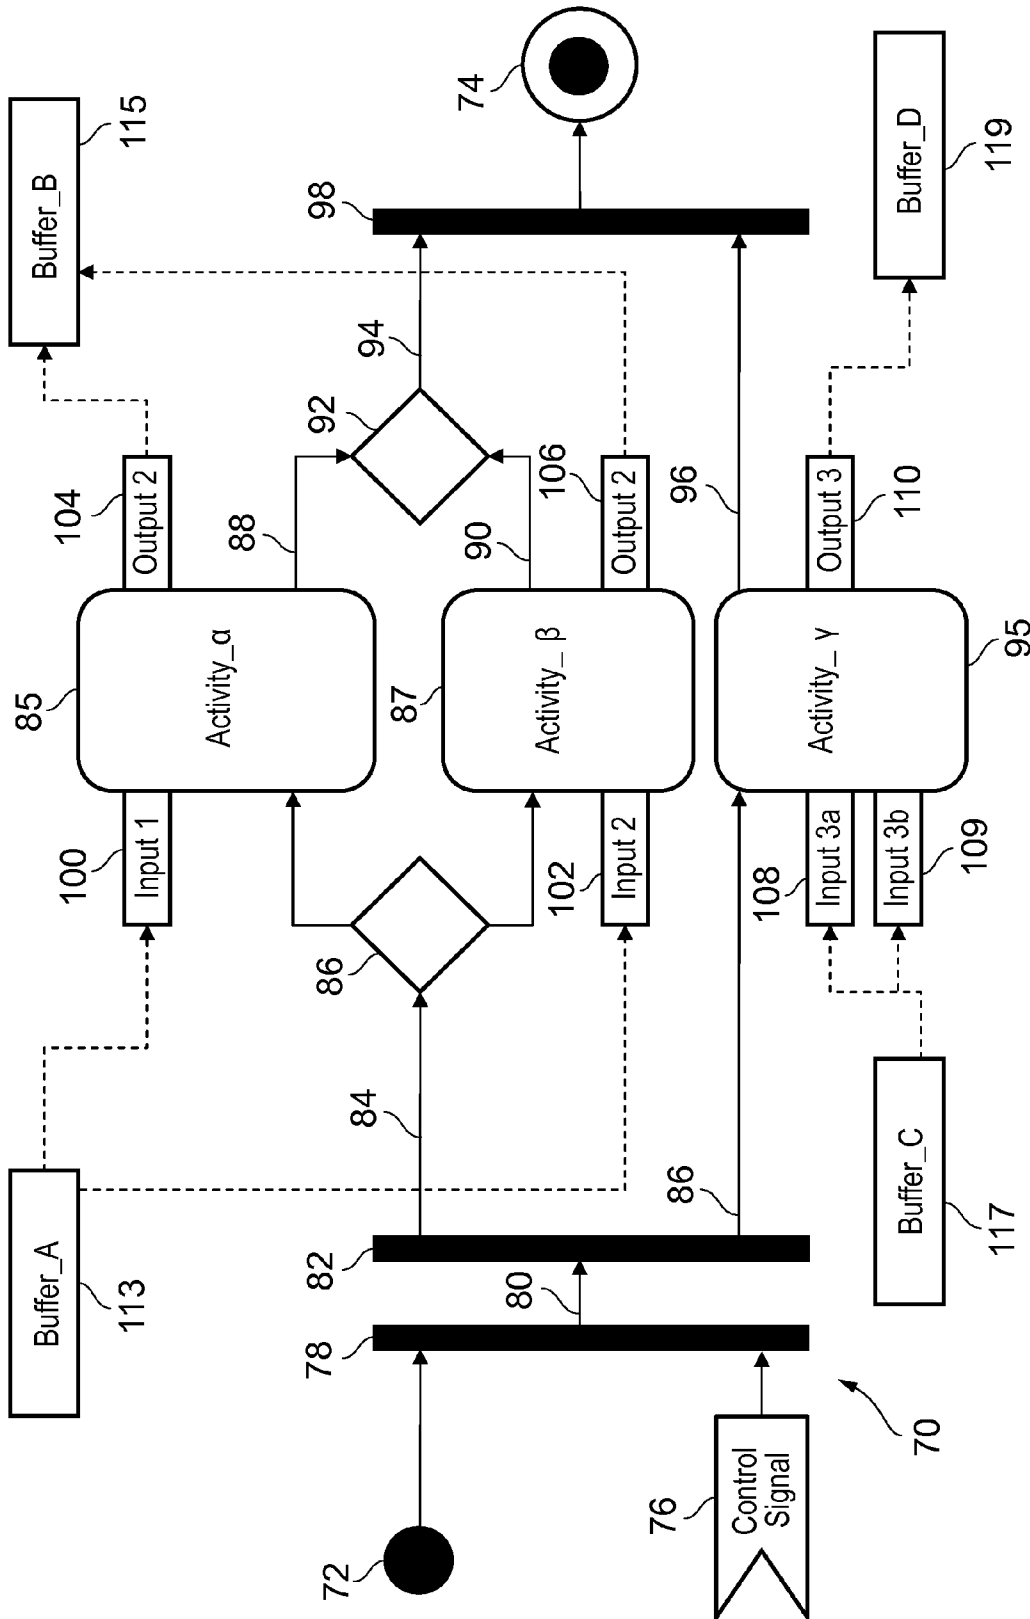 Buffer_A
113
Buffer_B
115
100
Input 1
85
Activity_α
104
Output 2
88
92
94
98
74
72
78
80
82
84
86
102
Input 2
87
Activity_ β
90
106
Output 2
76
Control
Signal
70
86
108
Input 3a
Input 3b
109
Activity_ γ
95
96
Output 3
110
Buffer_C
117
Buffer_D
119